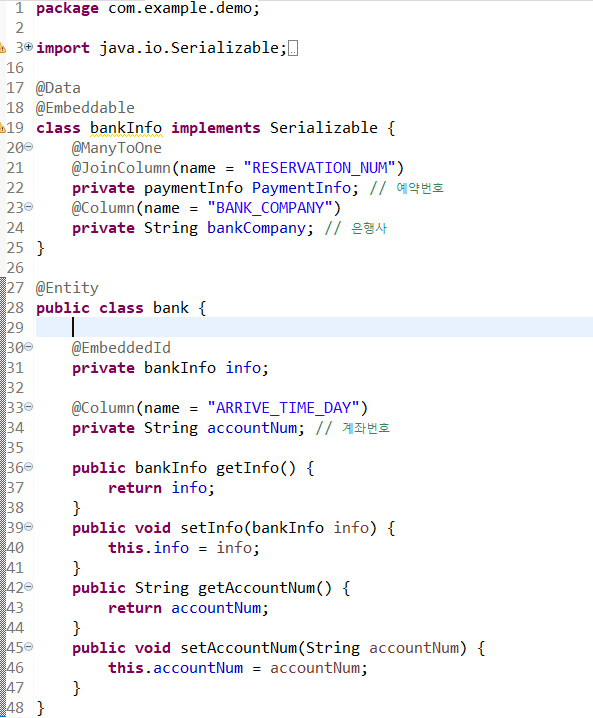 1 package com.example.demo;
2
3 import java.io.Serializable;
16
17 @Data
18 @Embeddable
19 class bankInfo implements Serializable {
20 @ManyToOne
21 @JoinColumn(name = "RESERVATION_NUM")
22 private paymentInfo PaymentInfo; // 예약번호
23 @Column(name = "BANK_COMPANY")
24 private String bankCompany; // 은행사
25 }
26
27 @Entity
28 public class bank {
29
30 @EmbeddedId
31 private bankInfo info;
32
33 @Column(name = "ARRIVE_TIME_DAY")
34 private String accountNum; // 계좌번호
35
36 public bankInfo getInfo() {
37 return info;
38 }
39 public void setInfo(bankInfo info) {
40 this.info = info;
41 }
42 public String getAccountNum() {
43 return accountNum;
44 }
45 public void setAccountNum(String accountNum) {
46 this.accountNum = accountNum;
47 }
48 }